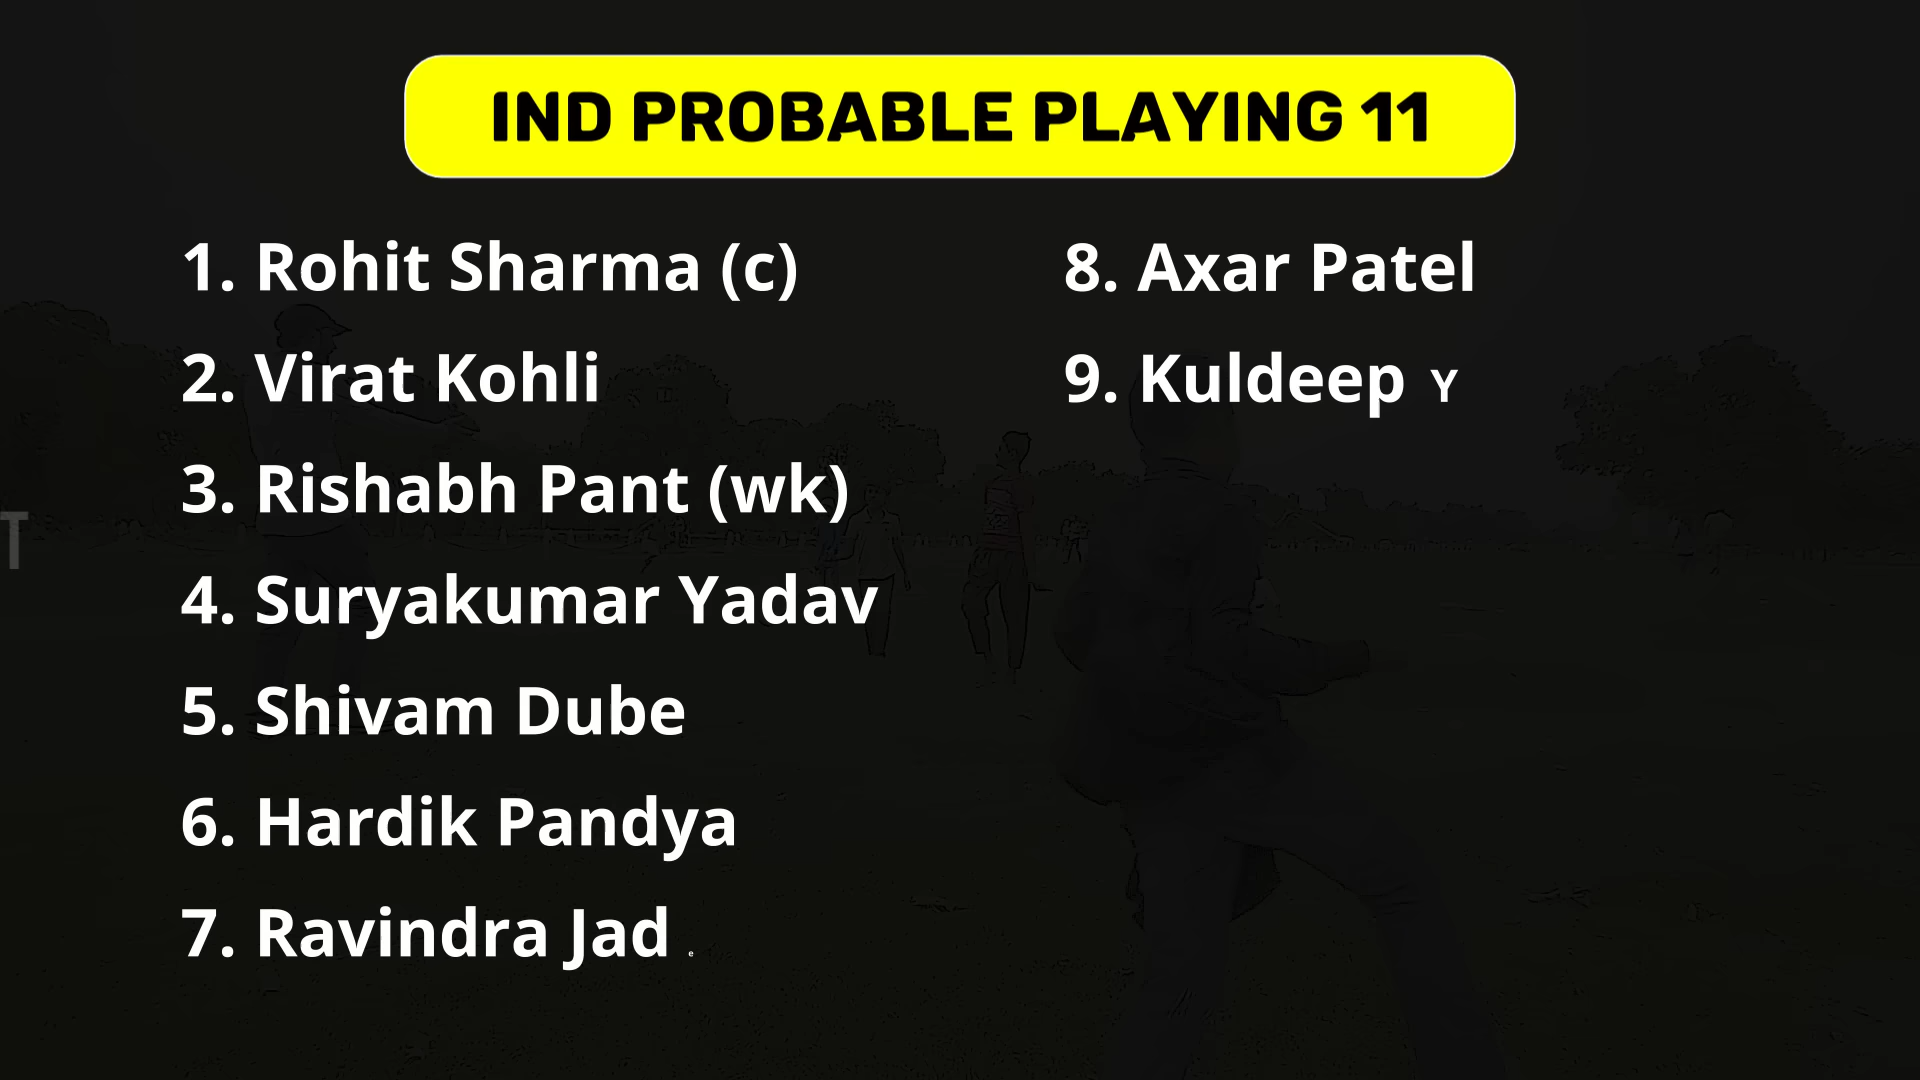 IND PROBABLE PLAYING 11
1. Rohit Sharma (c)
2. Virat Kohli
3. Rishabh Pant (wk)
4. Suryakumar Yadav
5. Shivam Dube
6. Hardik Pandya
7. Ravindra Jad e
8. Axar Patel
9. Kuldeep Y
T